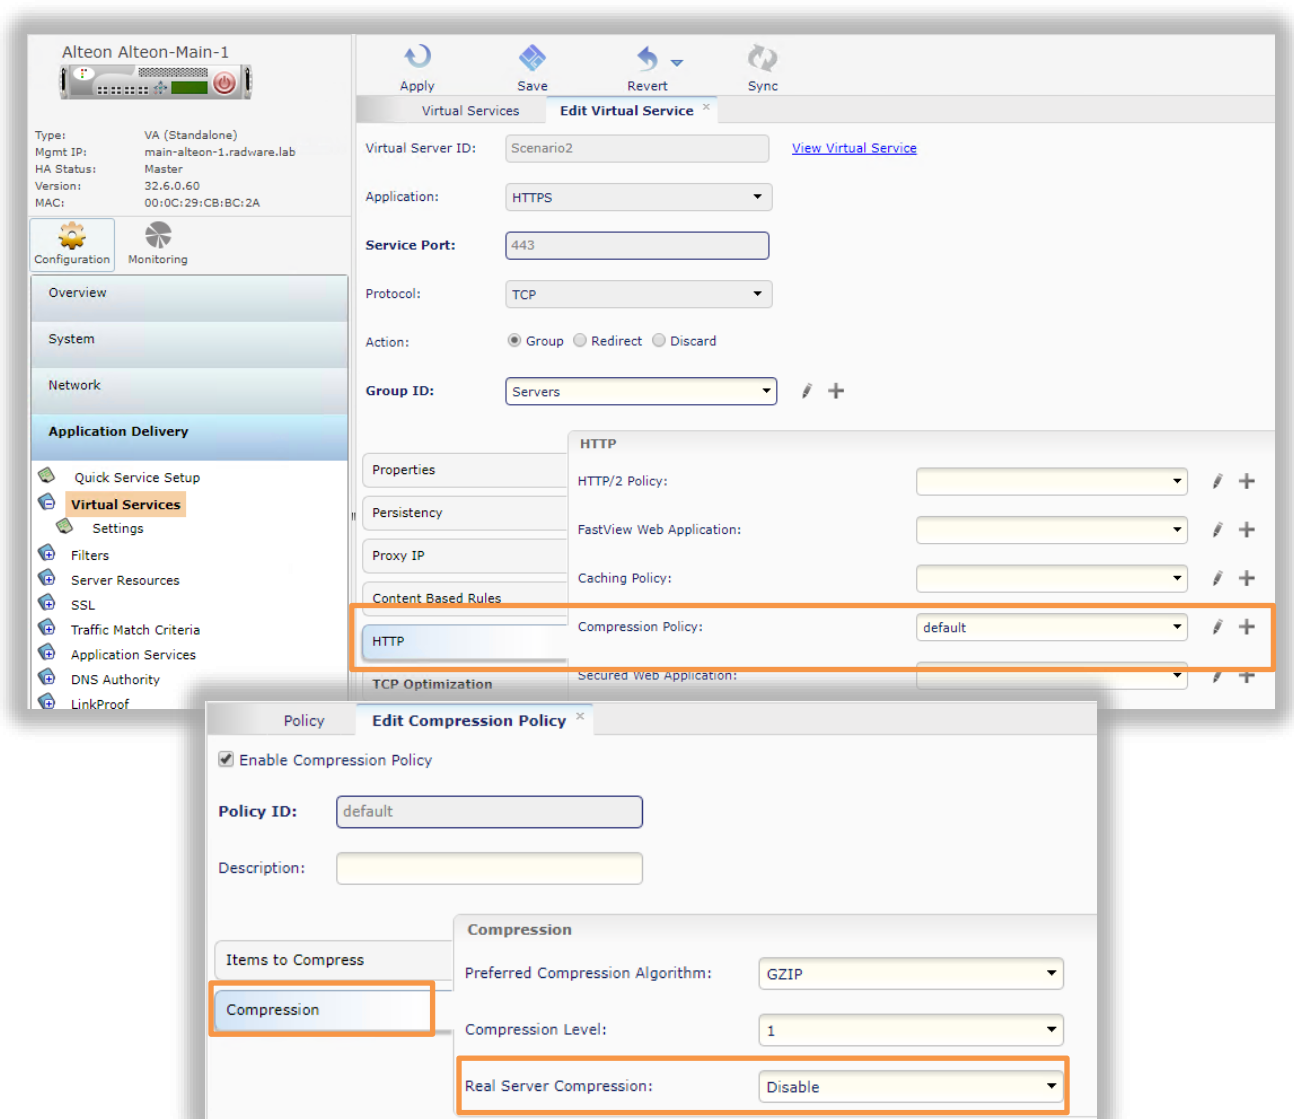 Alteon Alteon-Main-1
Type: VA (Standalone)
Mgmt IP: main-alteon-1.radware.lab
HA Status: Master
Version: 32.6.0.60
MAC: 00:0C:29:CB:BC:2A
Configuration Monitoring
Overview
System
Network
Application Delivery
Quick Service Setup
Virtual Services
Settings
Filters
Server Resources
SSL
Traffic Match Criteria
Application Services
DNS Authority
LinkProof
Apply Save Revert Sync
Virtual Services Edit Virtual Service ×
Virtual Server ID: Scenario2 View Virtual Service
Application: HTTPS
Service Port: 443
Protocol: TCP
Action: Group Redirect Discard
Group ID: Servers
Properties
Persistency
Proxy IP
Content Based Rules
HTTP
TCP Optimization
HTTP
HTTP/2 Policy:
FastView Web Application:
Caching Policy:
Compression Policy: default
Secured Web Application:
Policy Edit Compression Policy ×
Enable Compression Policy
Policy ID: default
Description:
Items to Compress
Compression
Compression
Preferred Compression Algorithm: GZIP
Compression Level: 1
Real Server Compression: Disable